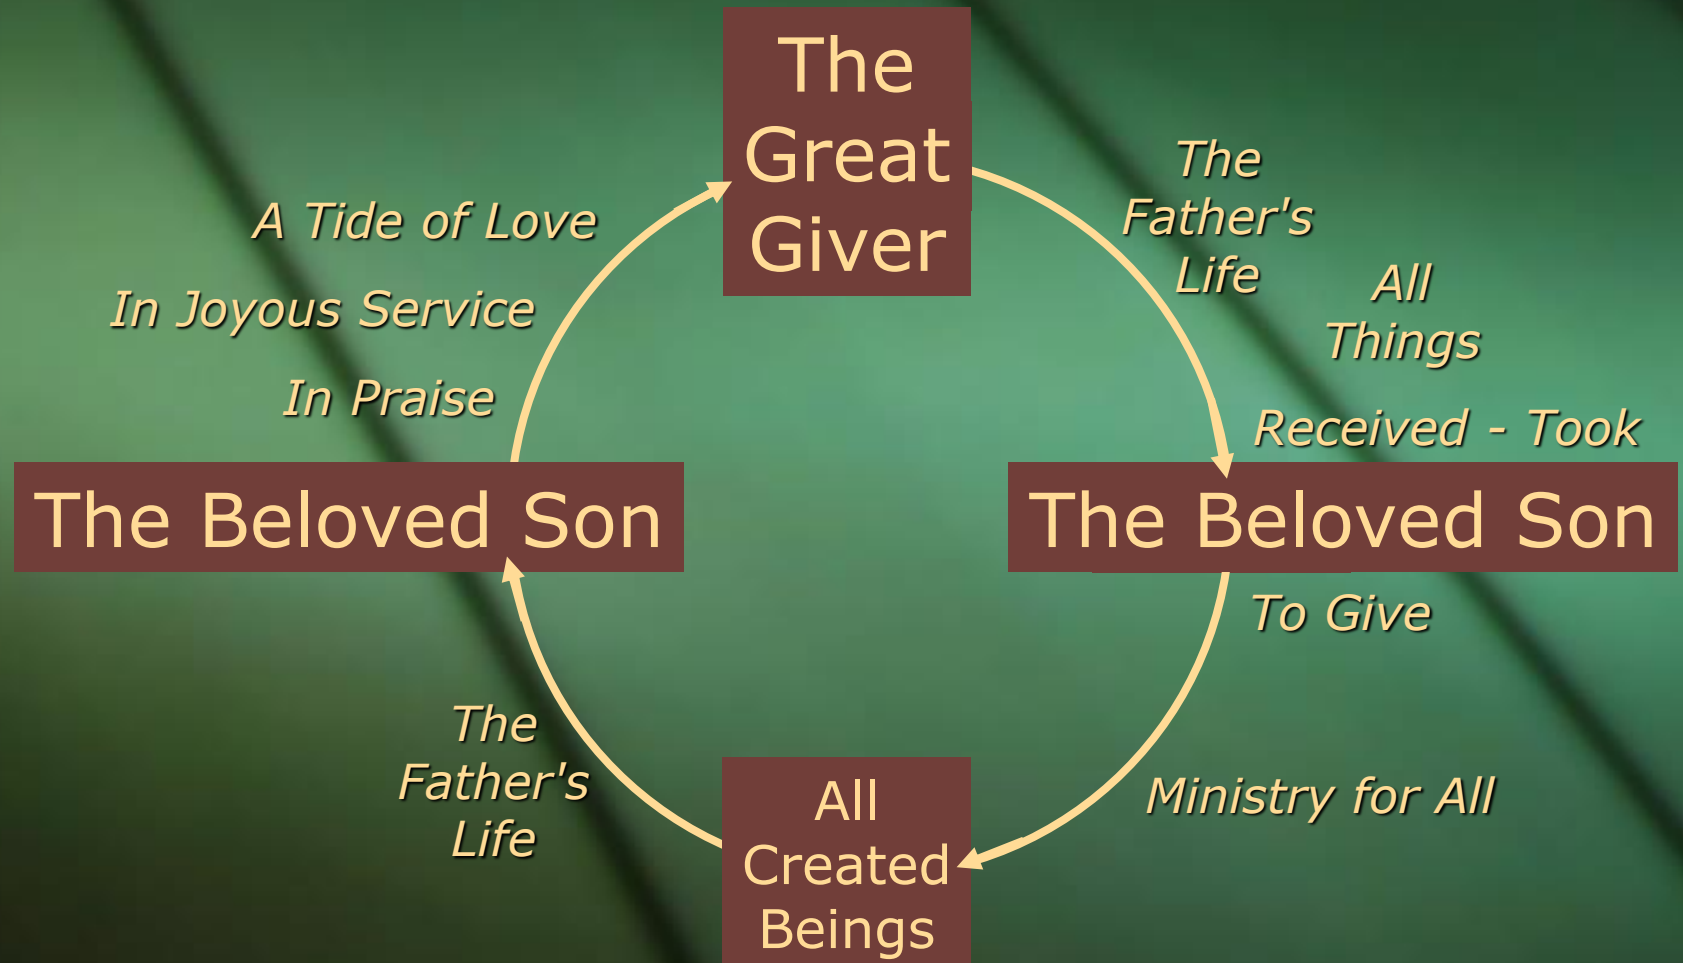 The
Great
Giver
The
Father's
Life
All
Things
Received - Took
The Beloved Son
To Give
Ministry for All
All
Created
Beings
The
Father's
Life
The Beloved Son
In Praise
In Joyous Service
A Tide of Love